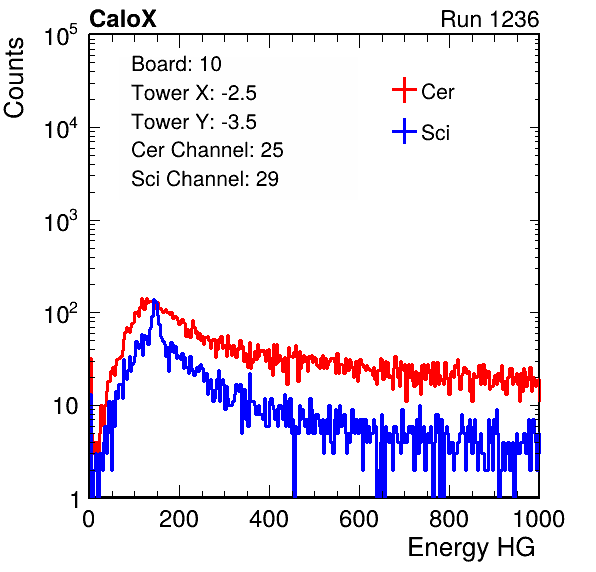 CaloX Run 1236
Counts
10^5
10^4
10^3
10^2
10
1
Board: 10
Tower X: -2.5
Tower Y: -3.5
Cer Channel: 25
Sci Channel: 29
Cer
Sci
0 200 400 600 800 1000
Energy HG